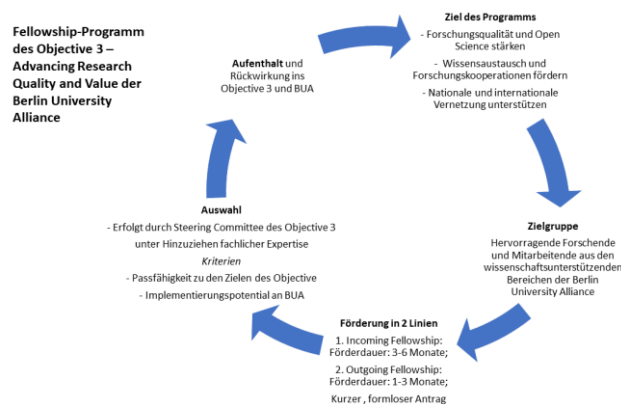 Fellowship-Programm
des Objective 3 –
Advancing Research
Quality and Value der
Berlin University
Alliance
Ziel des Programms
- Forschungsqualität und Open
Science stärken
- Wissensaustausch und
Forschungskooperationen fördern
- Nationale und internationale
Vernetzung unterstützen
Zielgruppe
Hervorragende Forschende
und Mitarbeitende aus den
wissenschaftsunterstützenden
Bereichen der Berlin
University Alliance
Förderung in 2 Linien
1. Incoming Fellowship:
Förderdauer: 3-6 Monate;
2. Outgoing Fellowship:
Förderdauer: 1-3 Monate;
Kurzer , formloser Antrag
Auswahl
- Erfolgt durch Steering Committee des Objective 3
unter Hinzuziehen fachlicher Expertise
Kriterien
- Passfähigkeit zu den Zielen des Objective
- Implementierungspotential an BUA
Aufenthalt und
Rückwirkung ins
Objective 3 und BUA